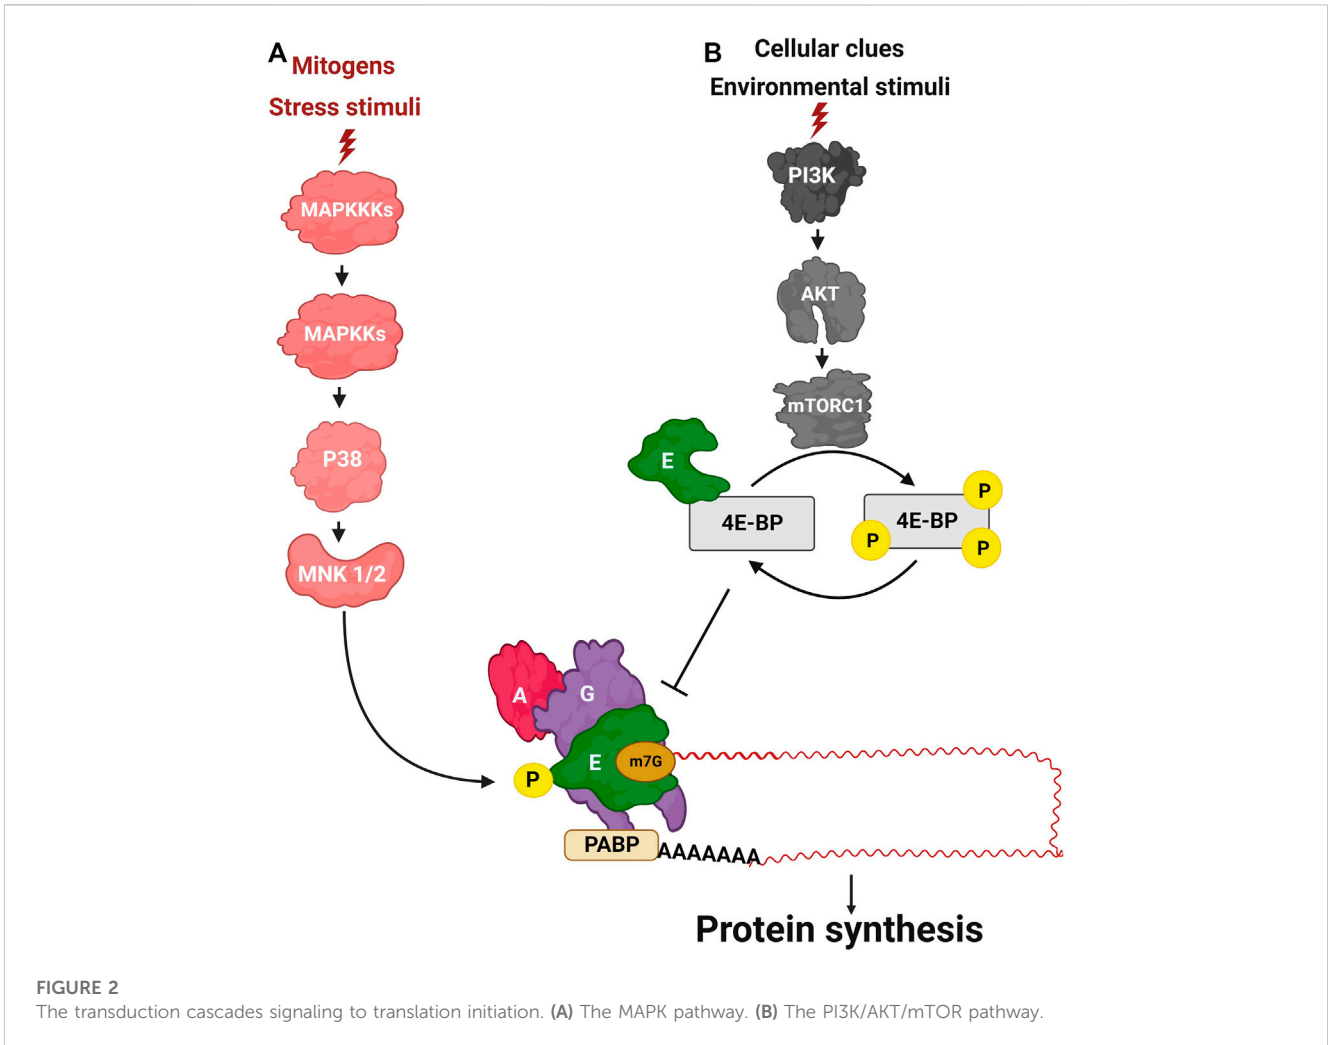 A
Mitogens
Stress stimuli
MAPKKKs
MAPKKs
P38
MNK 1/2
B
Cellular clues
Environmental stimuli
PI3K
AKT
mTORC1
E
4E-BP
4E-BP
P
P
P
A
G
E
m7G
P
PABP
AAAAAAA
Protein synthesis
FIGURE 2
The transduction cascades signaling to translation initiation. (A) The MAPK pathway. (B) The PI3K/AKT/mTOR pathway.